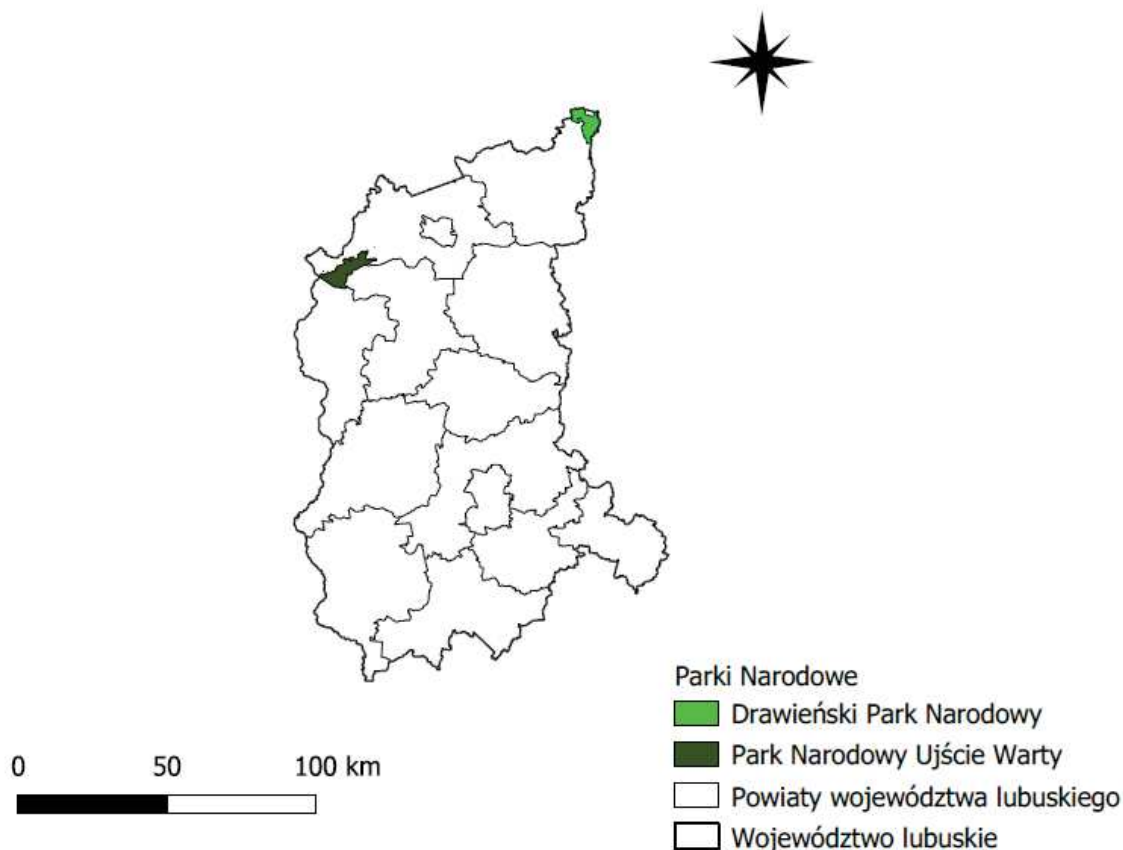 Parki Narodowe
Drawieński Park Narodowy
Park Narodowy Ujście Warty
Powiaty województwa lubuskiego
Województwo lubuskie
0 50 100 km